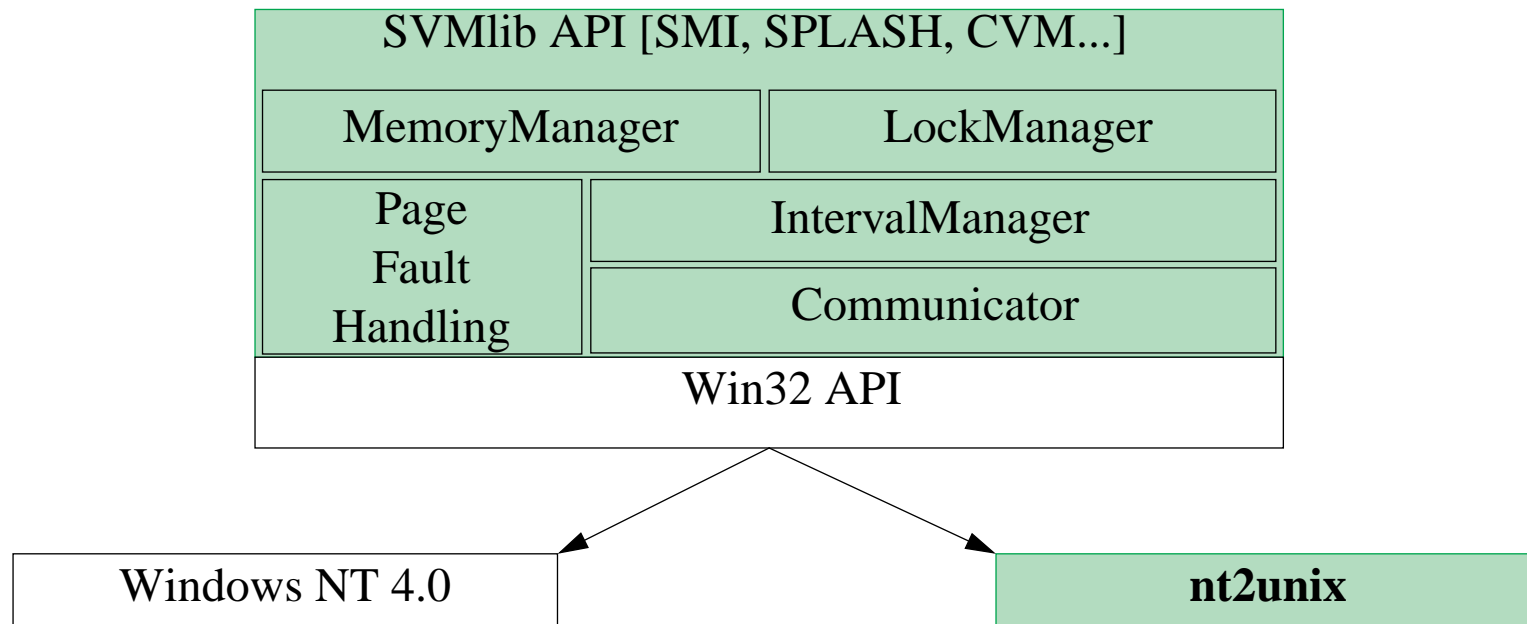 SVMlib API [SMI, SPLASH, CVM...]
MemoryManager
LockManager
Page
Fault
Handling
IntervalManager
Communicator
Win32 API
Windows NT 4.0
nt2unix